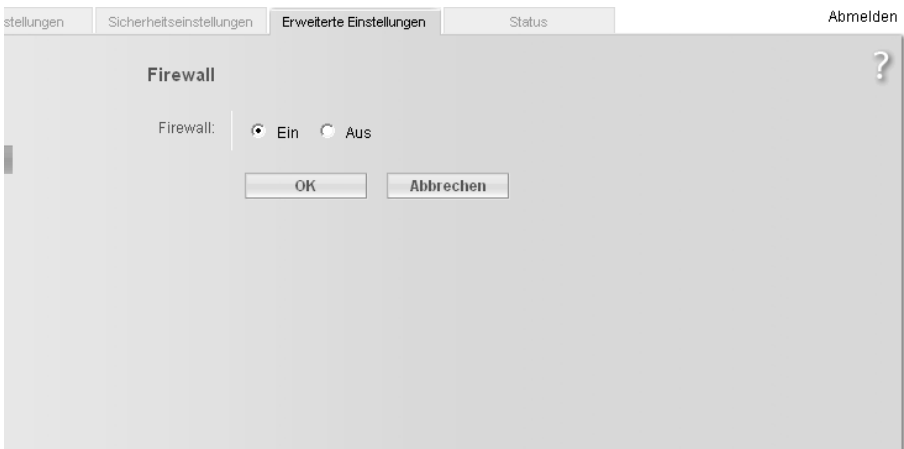 stellungen Sicherheitseinstellungen Erweiterte Einstellungen Status Abmelden
Firewall ?
Firewall: Ein Aus
OK Abbrechen